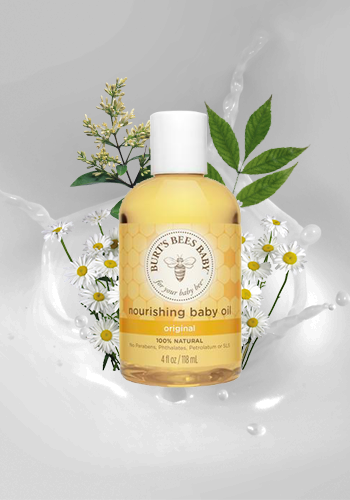 BURT'S BEES BABY
for your baby bee
nourishing baby oil
original
100% NATURAL
No Parabens, Phthalates, Petrolatum or SLS
4 fl oz / 118 mL